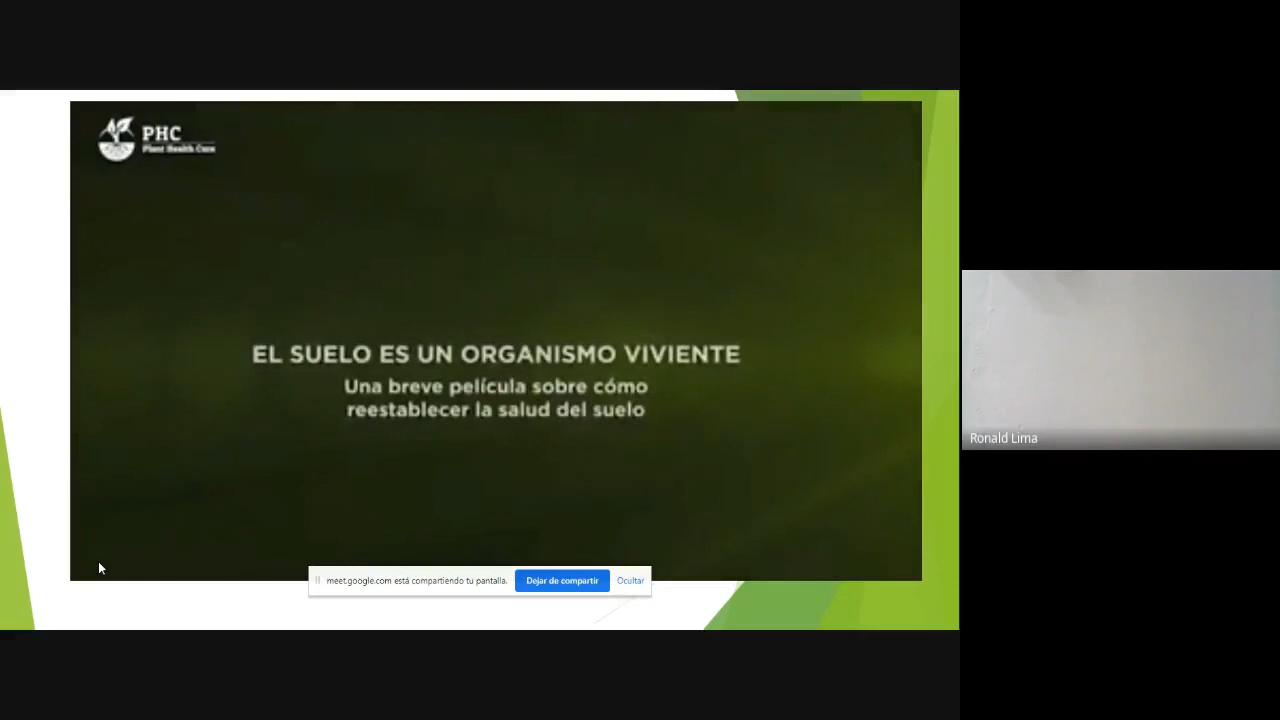 PHC
Plant Health Care
EL SUELO ES UN ORGANISMO VIVIENTE
Una breve película sobre cómo
reestablecer la salud del suelo
meet.google.com está compartiendo tu pantalla.
Dejar de compartir
Ocultar
Ronald Lima